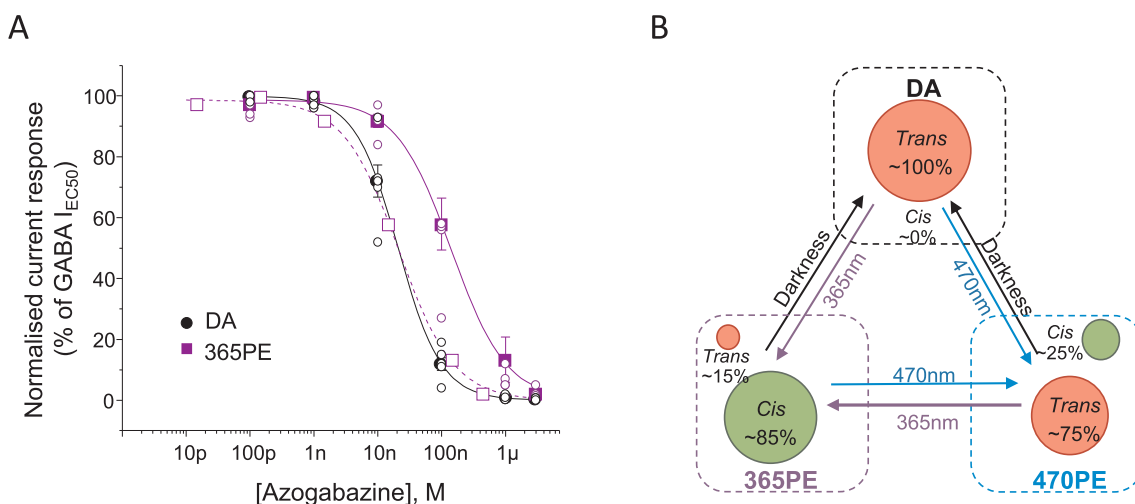 A
Normalised current response
(% of GABA I_EC50)
100
80
60
40
20
0
DA
365PE
10p 100p 1n 10n 100n 1µ
[Azogabazine], M
B
DA
Trans
~100%
Cis
~0%
Darkness
365nm
470nm
Darkness
Trans
~15%
Cis
~85%
365PE
470nm
365nm
Cis
~25%
Trans
~75%
470PE